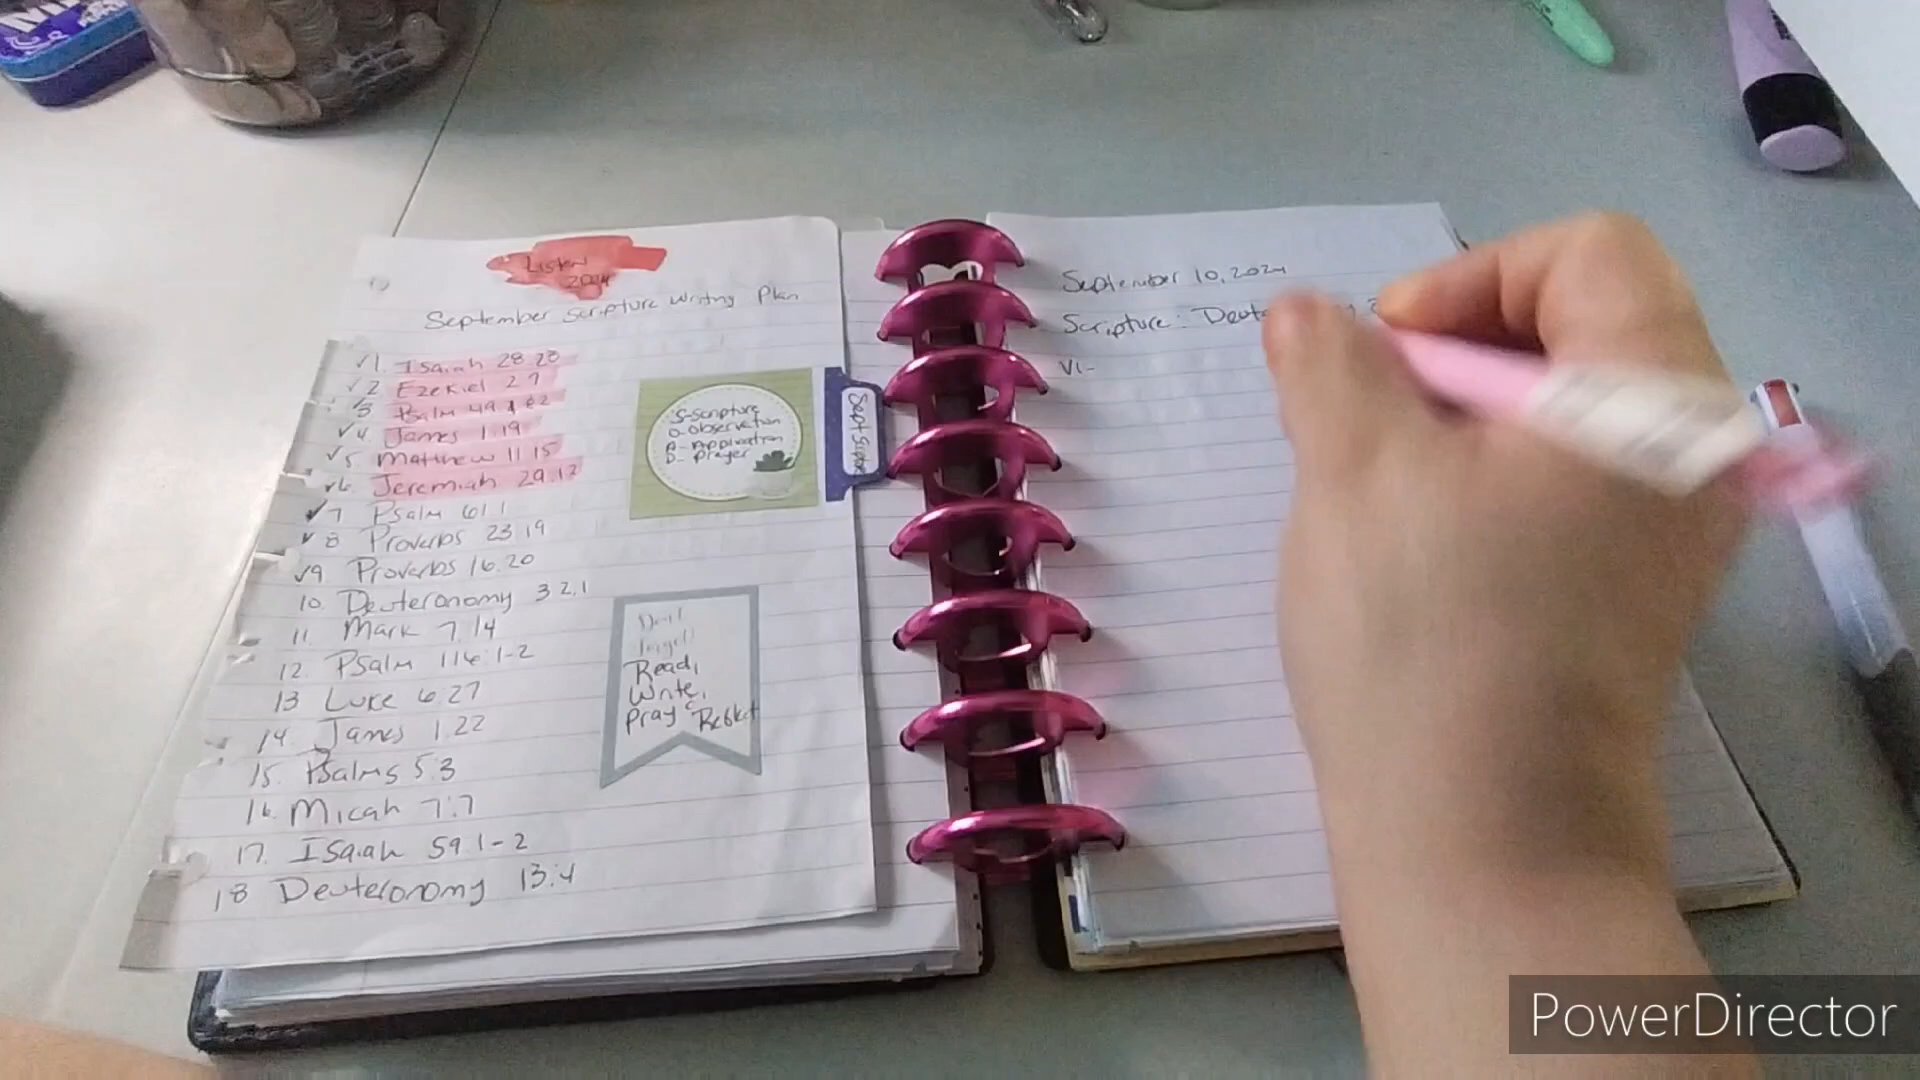 Listen
2024
September Scripture Writing Plan
✓1. Isaiah 28:28
✓2 Ezekiel 2:7
✓3 Psalm 49:1 & 2
✓4. James 1:19
✓5 Matthew 11:15
✓6. Jeremiah 29:12
✓7 Psalm 61:1
✓8 Proverbs 23:19
✓9 Proverbs 16:20
10. Deuteronomy 32:1
11. Mark 7:14
12. Psalm 116:1-2
13 Luke 6:27
14. James 1:22
15. Psalms 5:3
16. Micah 7:7
17. Isaiah 59:1-2
18 Deuteronomy 13:4
S-Scripture
O-Observation
A-Application
P-Prayer
Sept Scripture
Don't
forget!
Read,
Write,
Pray & Reflect
September 10, 2024
Scripture:
V1-
PowerDirector